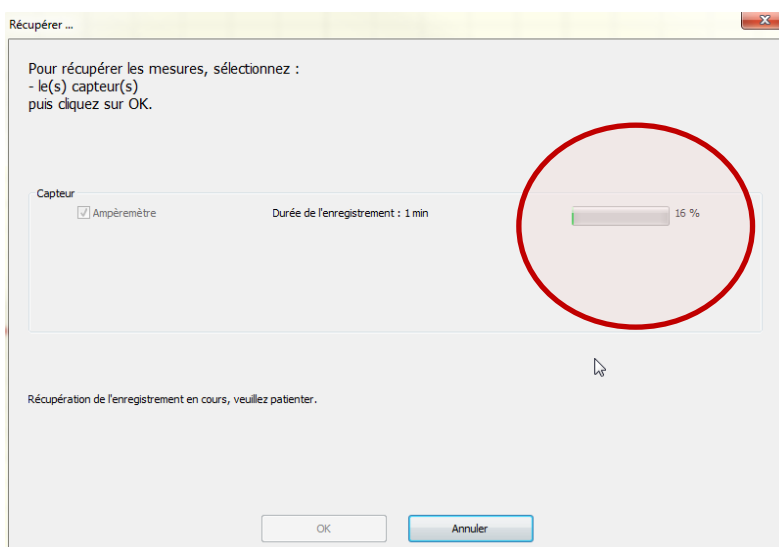 Récupérer ...
Pour récupérer les mesures, sélectionnez :
- le(s) capteur(s)
puis cliquez sur OK.
Capteur
Ampèremètre Durée de l'enregistrement : 1 min 16 %
Récupération de l'enregistrement en cours, veuillez patienter.
OK Annuler